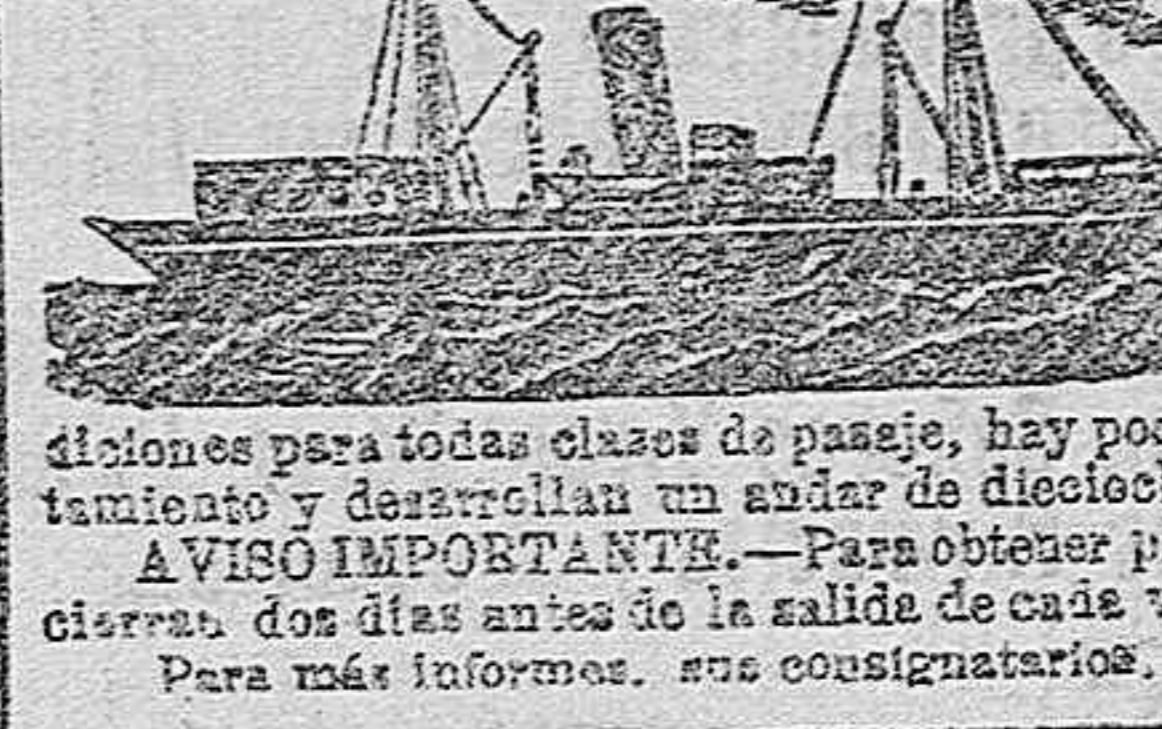 diciones para todas clases de pasaje, hay pos
tamiento y desarrollan un andar de diecioc
AVISO IMPORTANTE.—Para obtener p
cierran dos días antes de la salida de cada v
Para más informes, sus consignatarios,